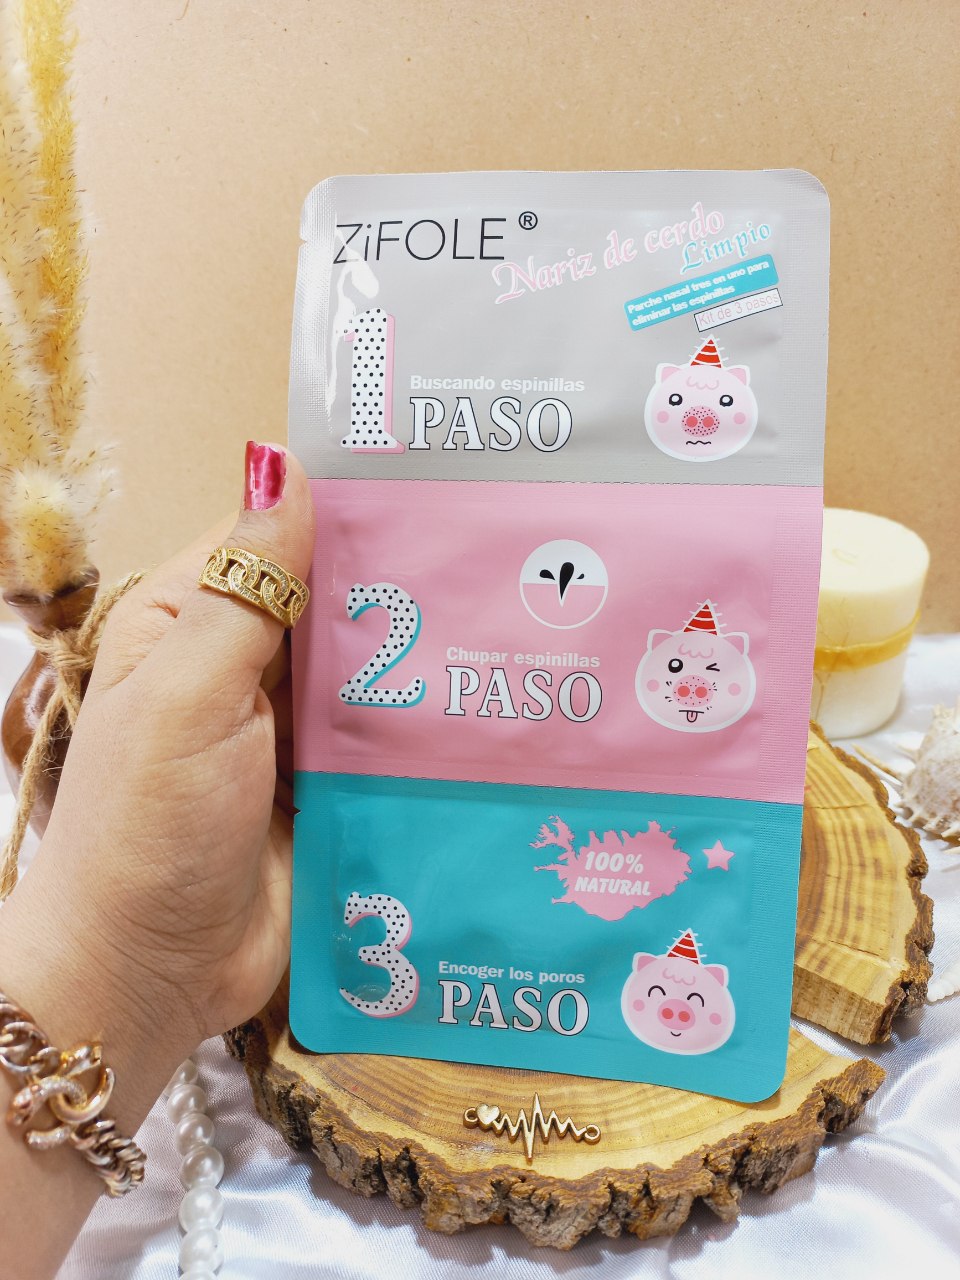 ZiFOLE®
Nariz de cerdo
Limpio
Parche nasal tres en uno para
eliminar las espinillas
Kit de 3 pasos
1
Buscando espinillas
PASO
2
Chupar espinillas
PASO
100%
NATURAL
3
Encoger los poros
PASO